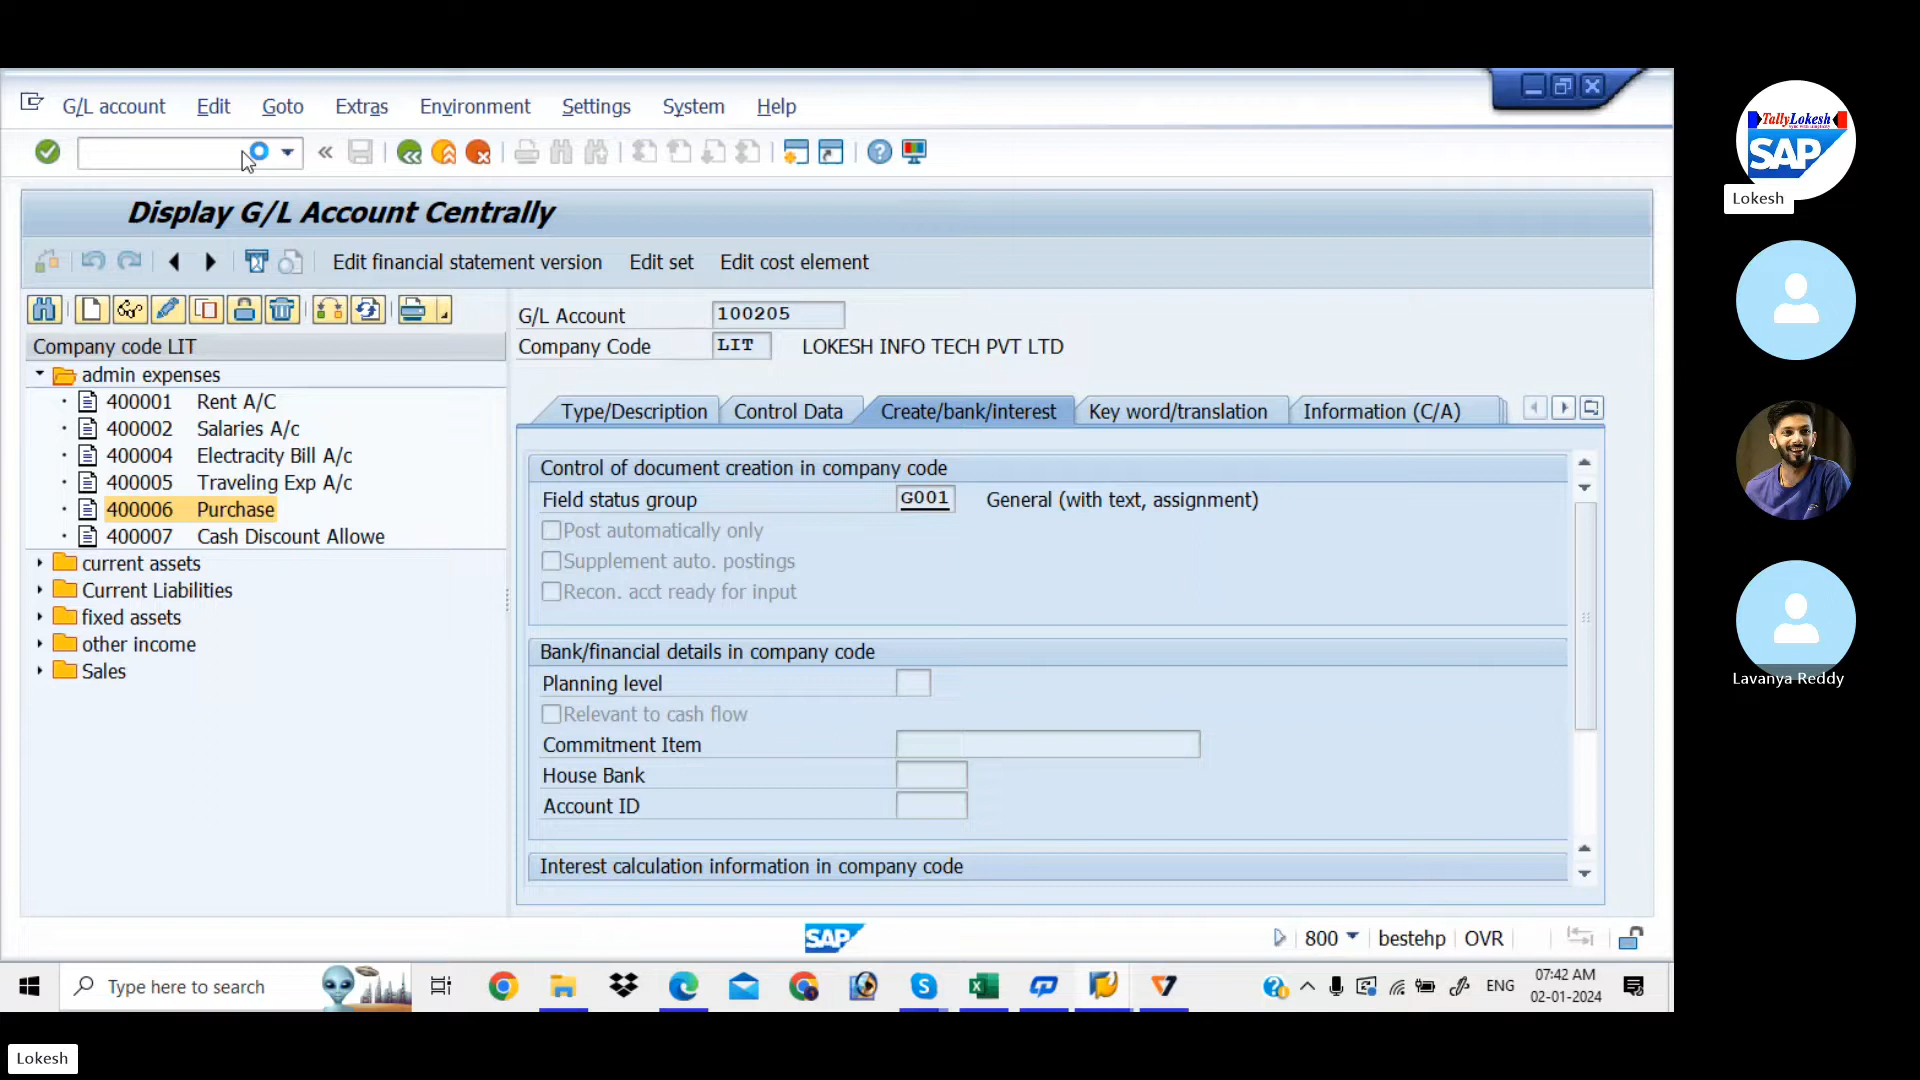 G/L account Edit Goto Extras Environment Settings System Help
Display G/L Account Centrally
Edit financial statement version Edit set Edit cost element
G/L Account 100205
Company Code LIT LOKESH INFO TECH PVT LTD
Company code LIT
admin expenses
400001 Rent A/C
400002 Salaries A/c
400004 Electracity Bill A/c
400005 Traveling Exp A/c
400006 Purchase
400007 Cash Discount Allowe
current assets
Current Liabilities
fixed assets
other income
Sales
Type/Description Control Data Create/bank/interest Key word/translation Information (C/A)
Control of document creation in company code
Field status group G001 General (with text, assignment)
Post automatically only
Supplement auto. postings
Recon. acct ready for input
Bank/financial details in company code
Planning level
Relevant to cash flow
Commitment Item
House Bank
Account ID
Interest calculation information in company code
SAP
800 bestehp OVR
Type here to search
ENG
07:42 AM
02-01-2024
TallyLokesh
SAP
Lokesh
Lavanya Reddy
Lokesh